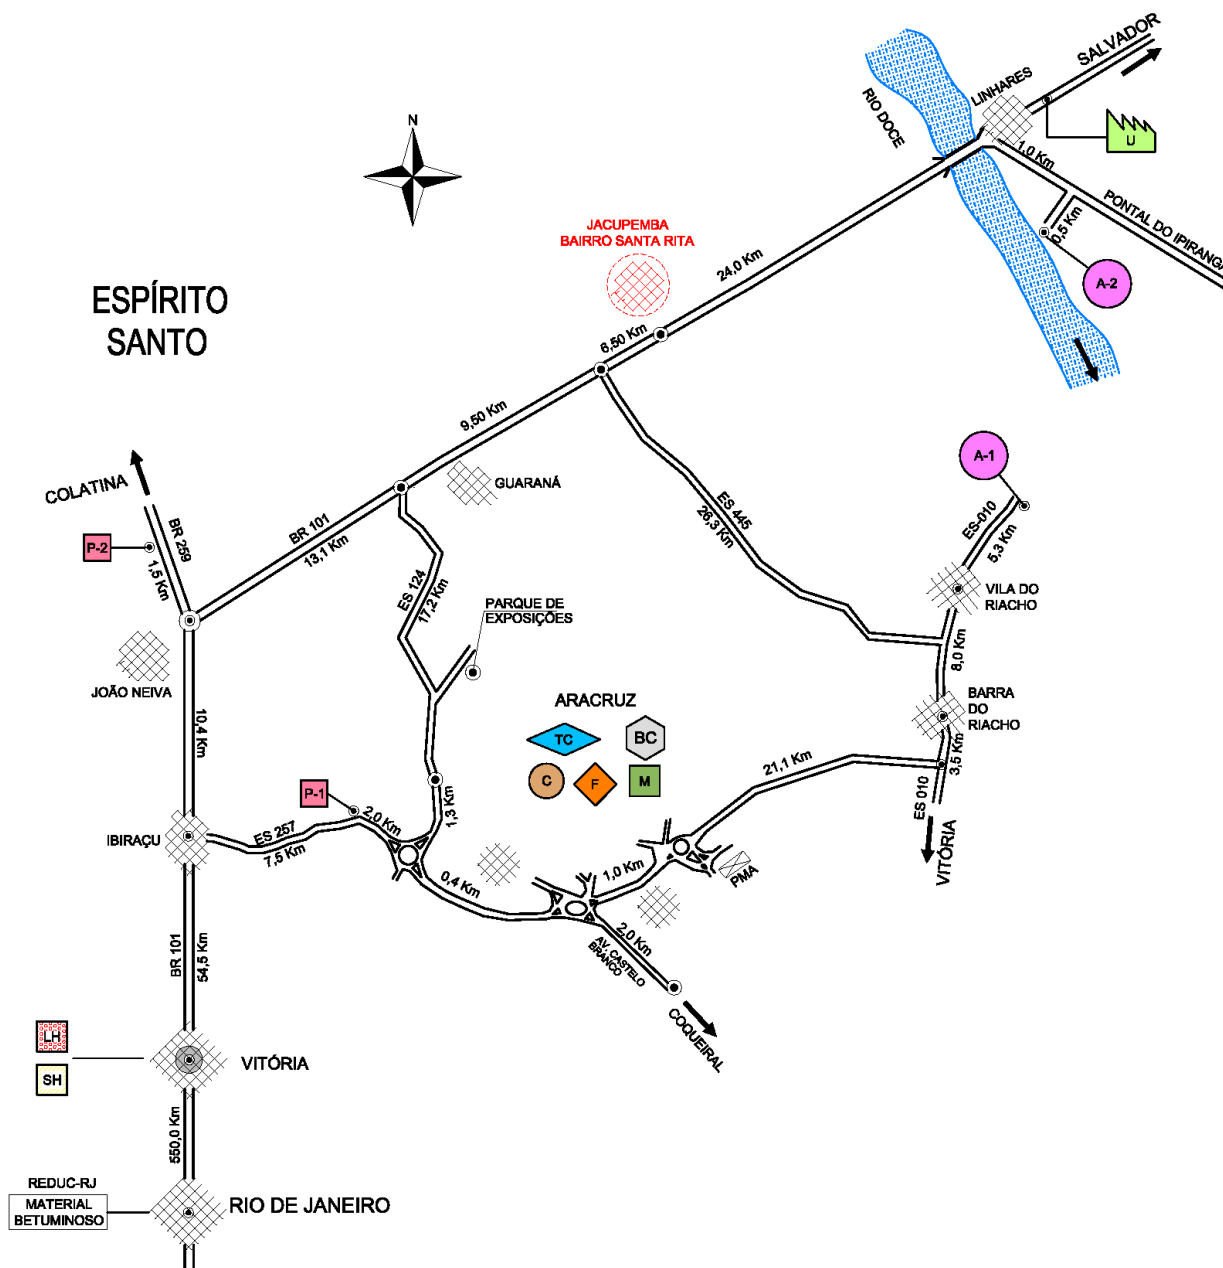 SALVADOR
LINHARES
RIO DOCE
U
N
1,0 Km
PONTAL DO IPIRANGA
0,5 Km
A-2
JACUPEMBA
BAIRRO SANTA RITA
24,0 Km
ESPÍRITO
SANTO
6,50 Km
9,50 Km
A-1
COLATINA
GUARANÁ
ES 445
26,3 Km
ES-010
5,3 Km
BR 259
1,5 Km
P-2
BR 101
13,1 Km
ES 124
17,2 Km
VILA DO
RIACHO
PARQUE DE
EXPOSIÇÕES
8,0 Km
JOÃO NEIVA
ARACRUZ
BARRA
DO
RIACHO
10,4 Km
TC
BC
C
F
M
21,1 Km
3,5 Km
ES 010
VITÓRIA
P-1
2,0 Km
1,3 Km
IBIRAÇU
ES 257
7,5 Km
0,4 Km
1,0 Km
PMA
2,0 Km
AV. CASTELO
BRANCO
BR 101
54,5 Km
COQUEIRAL
LH
SH
VITÓRIA
550,0 Km
REDUC-RJ
MATERIAL
BETUMINOSO
RIO DE JANEIRO